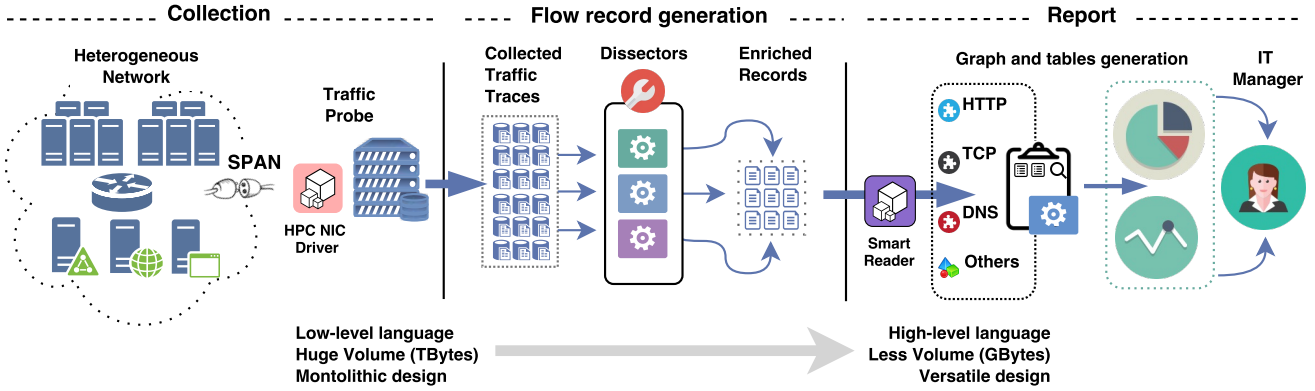 Collection
Flow record generation
Report
Heterogeneous
Network
SPAN
Traffic
Probe
HPC NIC
Driver
Collected
Traffic
Traces
Dissectors
Enriched
Records
Smart
Reader
Graph and tables generation
HTTP
TCP
DNS
Others
IT
Manager
Low-level language
Huge Volume (TBytes)
Montolithic design
High-level language
Less Volume (GBytes)
Versatile design